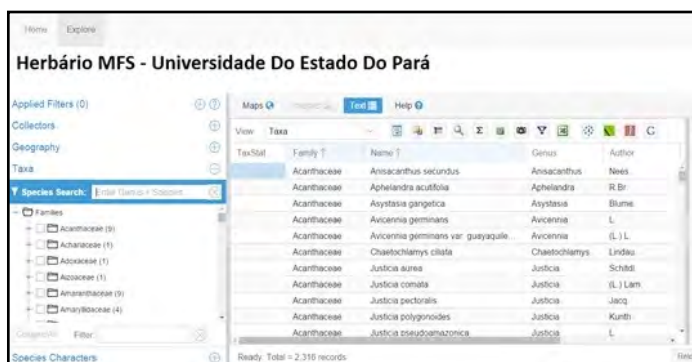 Home Explore
Herbário MFS - Universidade Do Estado Do Pará
Applied Filters (0)
Collectors
Geography
Taxa
Species Search:
Families
Acanthaceae (9)
Achariaceae (1)
Adoxaceae (1)
Aizoaceae (1)
Amaranthaceae (9)
Amaryllidaceae (4)
Filter:
Species Characters
Maps Text Help
View Taxa
TaxStat Family Name Genus Author
Acanthaceae Anisacanthus secundus Anisacanthus Nees
Acanthaceae Aphelandra acutifolia Aphelandra R.Br.
Acanthaceae Asystasia gangetica Asystasia Blume
Acanthaceae Avicennia germinans Avicennia L.
Acanthaceae Avicennia germinans var. guayaquile... Avicennia (L.) L.
Acanthaceae Chaetochlamys ciliata Chaetochlamys Lindau
Acanthaceae Justicia aurea Justicia Schltdl
Acanthaceae Justicia comata Justicia (L.) Lam
Acanthaceae Justicia pectoralis Justicia Jacq.
Acanthaceae Justicia polygonoides Justicia Kunth
Acanthaceae Justicia pseudoamazonica Justicia L.
Ready. Total = 2,316 records